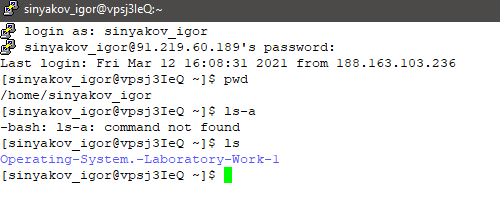 sinyakov_igor@vpsj3IeQ:~
login as: sinyakov_igor
sinyakov_igor@91.219.60.189's password:
Last login: Fri Mar 12 16:08:31 2021 from 188.163.103.236
[sinyakov_igor@vpsj3IeQ ~]$ pwd
/home/sinyakov_igor
[sinyakov_igor@vpsj3IeQ ~]$ ls-a
-bash: ls-a: command not found
[sinyakov_igor@vpsj3IeQ ~]$ ls
Operating-System.-Laboratory-Work-1
[sinyakov_igor@vpsj3IeQ ~]$